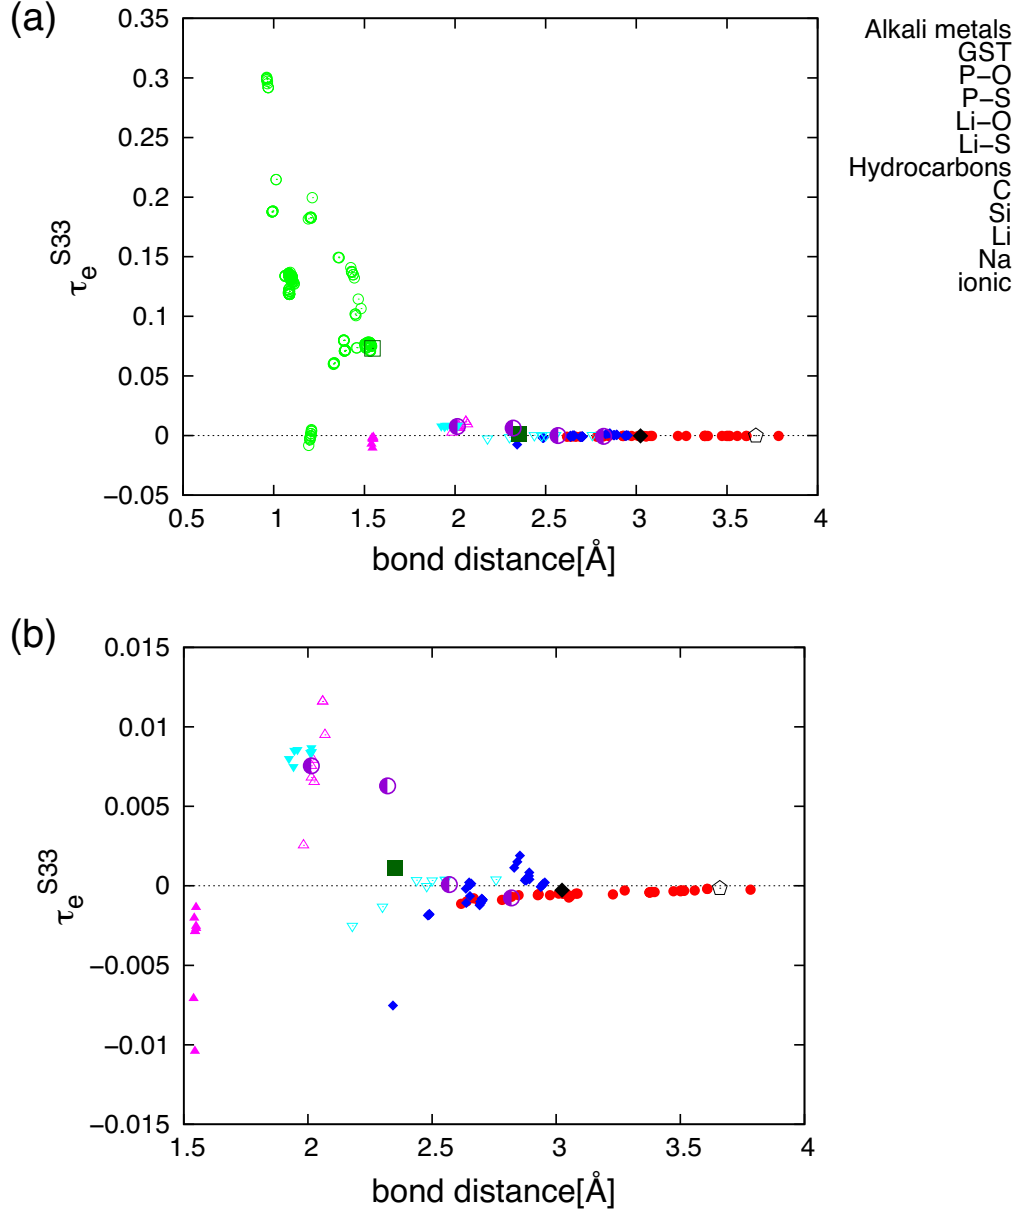 (a)
0.35
0.3
0.25
0.2
0.15
0.1
0.05
0
−0.05
τe S33
0.5 1 1.5 2 2.5 3 3.5 4
bond distance[Å]
Alkali metals
GST
P−O
P−S
Li−O
Li−S
Hydrocarbons
C
Si
Li
Na
ionic
(b)
0.015
0.01
0.005
0
−0.005
−0.01
−0.015
τe S33
1.5 2 2.5 3 3.5 4
bond distance[Å]